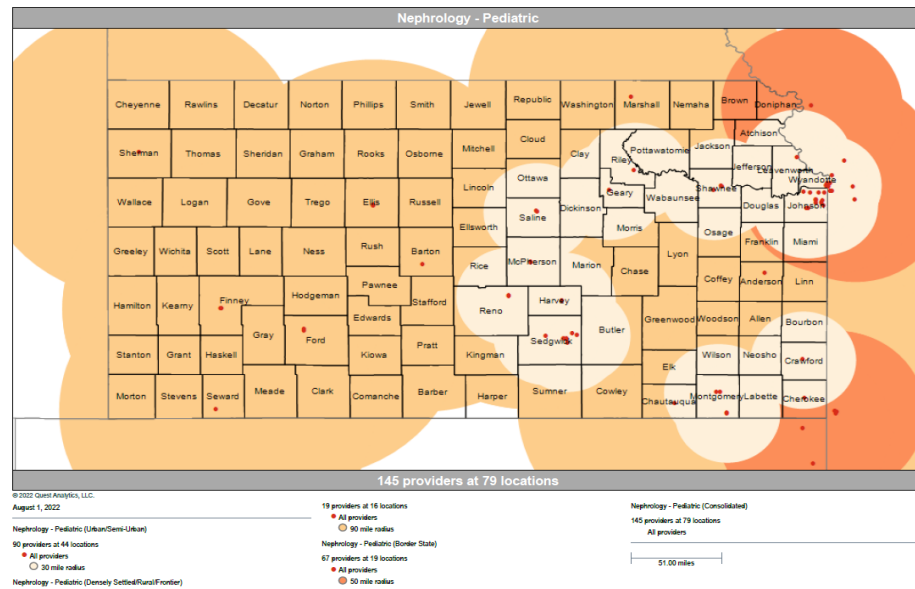 Nephrology - Pediatric
Cheyenne Rawlins Decatur Norton Phillips Smith Jewell Republic Washington Marshall Nemaha Brown Doniphan
Atchison
Sherman Thomas Sheridan Graham Rooks Osborne Mitchell Cloud Clay Riley Pottawatomie Jackson Jefferson Leavenworth
Wyandotte
Ottawa Geary Wabaunsee Shawnee
Wallace Logan Gove Trego Ellis Russell Lincoln Saline Dickinson Morris Douglas Johnson
Ellsworth Osage
Greeley Wichita Scott Lane Ness Rush Barton Rice McPherson Marion Chase Lyon Franklin Miami
Pawnee Coffey Anderson Linn
Hamilton Kearny Finney Hodgeman Stafford Reno Harvey
Gray Ford Edwards Butler Greenwood Woodson Allen Bourbon
Stanton Grant Haskell Kiowa Pratt Kingman Sedgwick Elk Wilson Neosho Crawford
Morton Stevens Seward Meade Clark Comanche Barber Harper Sumner Cowley Chautauqua Montgomery Labette Cherokee
145 providers at 79 locations
© 2022 Quest Analytics, LLC.
August 1, 2022
Nephrology - Pediatric (Urban/Semi-Urban)
90 providers at 44 locations
All providers
30 mile radius
Nephrology - Pediatric (Densely Settled/Rural/Frontier)
19 providers at 16 locations
All providers
90 mile radius
Nephrology - Pediatric (Border State)
67 providers at 19 locations
All providers
50 mile radius
Nephrology - Pediatric (Consolidated)
145 providers at 79 locations
All providers
51.00 miles